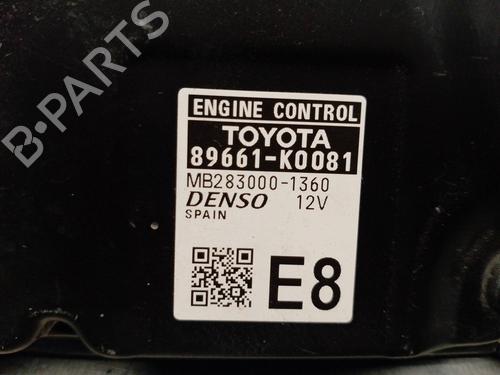 B-PARTS
ENGINE CONTROL
TOYOTA
89661-K0081
MB283000-1360
DENSO 12V
SPAIN
E8